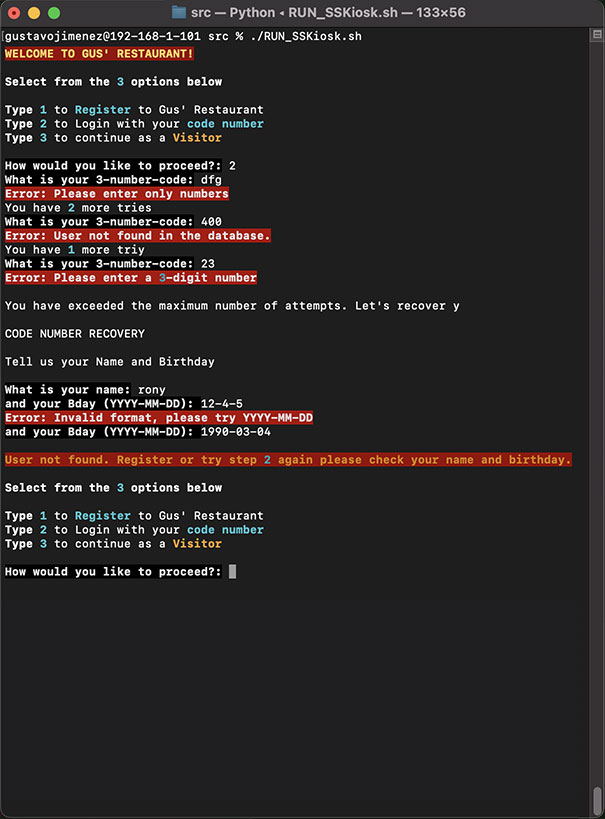 src — Python ◂ RUN_SSKiosk.sh — 133×56
[gustavojimenez@192-168-1-101 src % ./RUN_SSKiosk.sh
WELCOME TO GUS' RESTAURANT!
Select from the 3 options below
Type 1 to Register to Gus' Restaurant
Type 2 to Login with your code number
Type 3 to continue as a Visitor
How would you like to proceed?: 2
What is your 3-number-code: dfg
Error: Please enter only numbers
You have 2 more tries
What is your 3-number-code: 400
Error: User not found in the database.
You have 1 more triy
What is your 3-number-code: 23
Error: Please enter a 3-digit number
You have exceeded the maximum number of attempts. Let's recover y
CODE NUMBER RECOVERY
Tell us your Name and Birthday
What is your name: rony
and your Bday (YYYY-MM-DD): 12-4-5
Error: Invalid format, please try YYYY-MM-DD
and your Bday (YYYY-MM-DD): 1990-03-04
User not found. Register or try step 2 again please check your name and birthday.
Select from the 3 options below
Type 1 to Register to Gus' Restaurant
Type 2 to Login with your code number
Type 3 to continue as a Visitor
How would you like to proceed?: